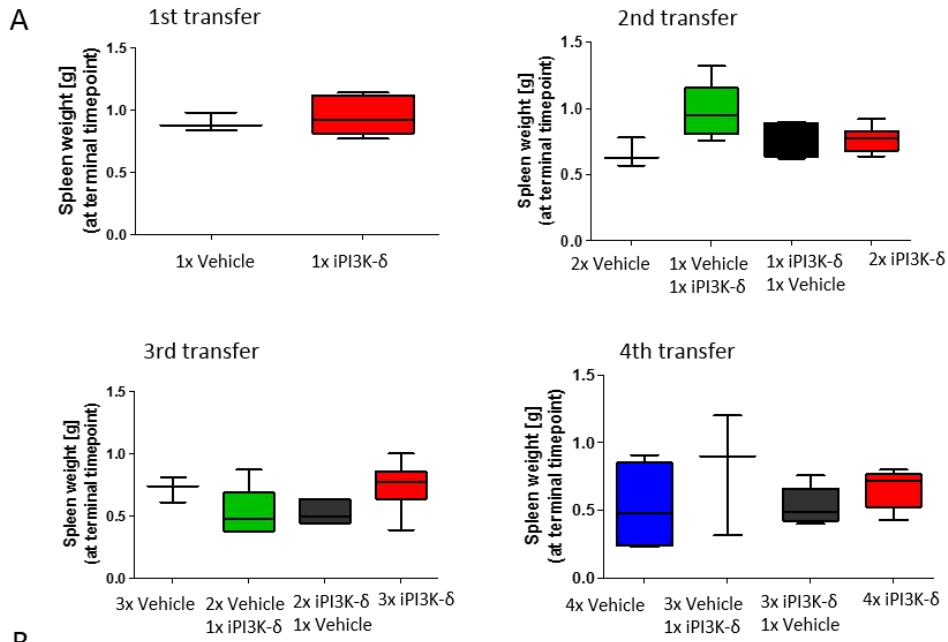 A
1st transfer
Spleen weight [g]
(at terminal timepoint)
1.5
1.0
0.5
0.0
1x Vehicle
1x iPI3K-δ
2nd transfer
Spleen weight [g]
(at terminal timepoint)
1.5
1.0
0.5
0.0
2x Vehicle
1x Vehicle
1x iPI3K-δ
1x iPI3K-δ
1x Vehicle
2x iPI3K-δ
3rd transfer
Spleen weight [g]
(at terminal timepoint)
1.5
1.0
0.5
0.0
3x Vehicle
2x Vehicle
1x iPI3K-δ
2x iPI3K-δ
1x Vehicle
3x iPI3K-δ
4th transfer
Spleen weight [g]
(at terminal timepoint)
1.5
1.0
0.5
0.0
4x Vehicle
3x Vehicle
1x iPI3K-δ
3x iPI3K-δ
1x Vehicle
4x iPI3K-δ